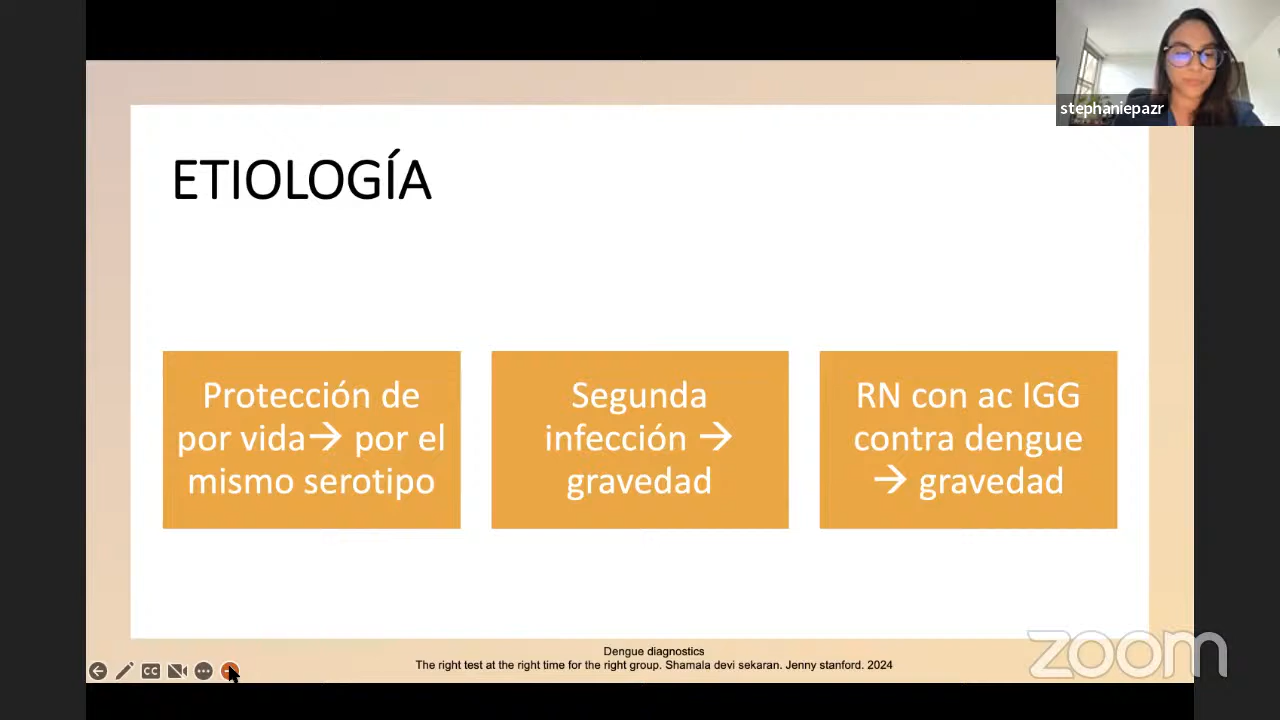 stephaniepazr
ETIOLOGÍA
Protección de
por vida→ por el
mismo serotipo
Segunda
infección →
gravedad
RN con ac IGG
contra dengue
→ gravedad
Dengue diagnostics
The right test at the right time for the right group. Shamala devi sekaran. Jenny stanford. 2024
CC
zoom